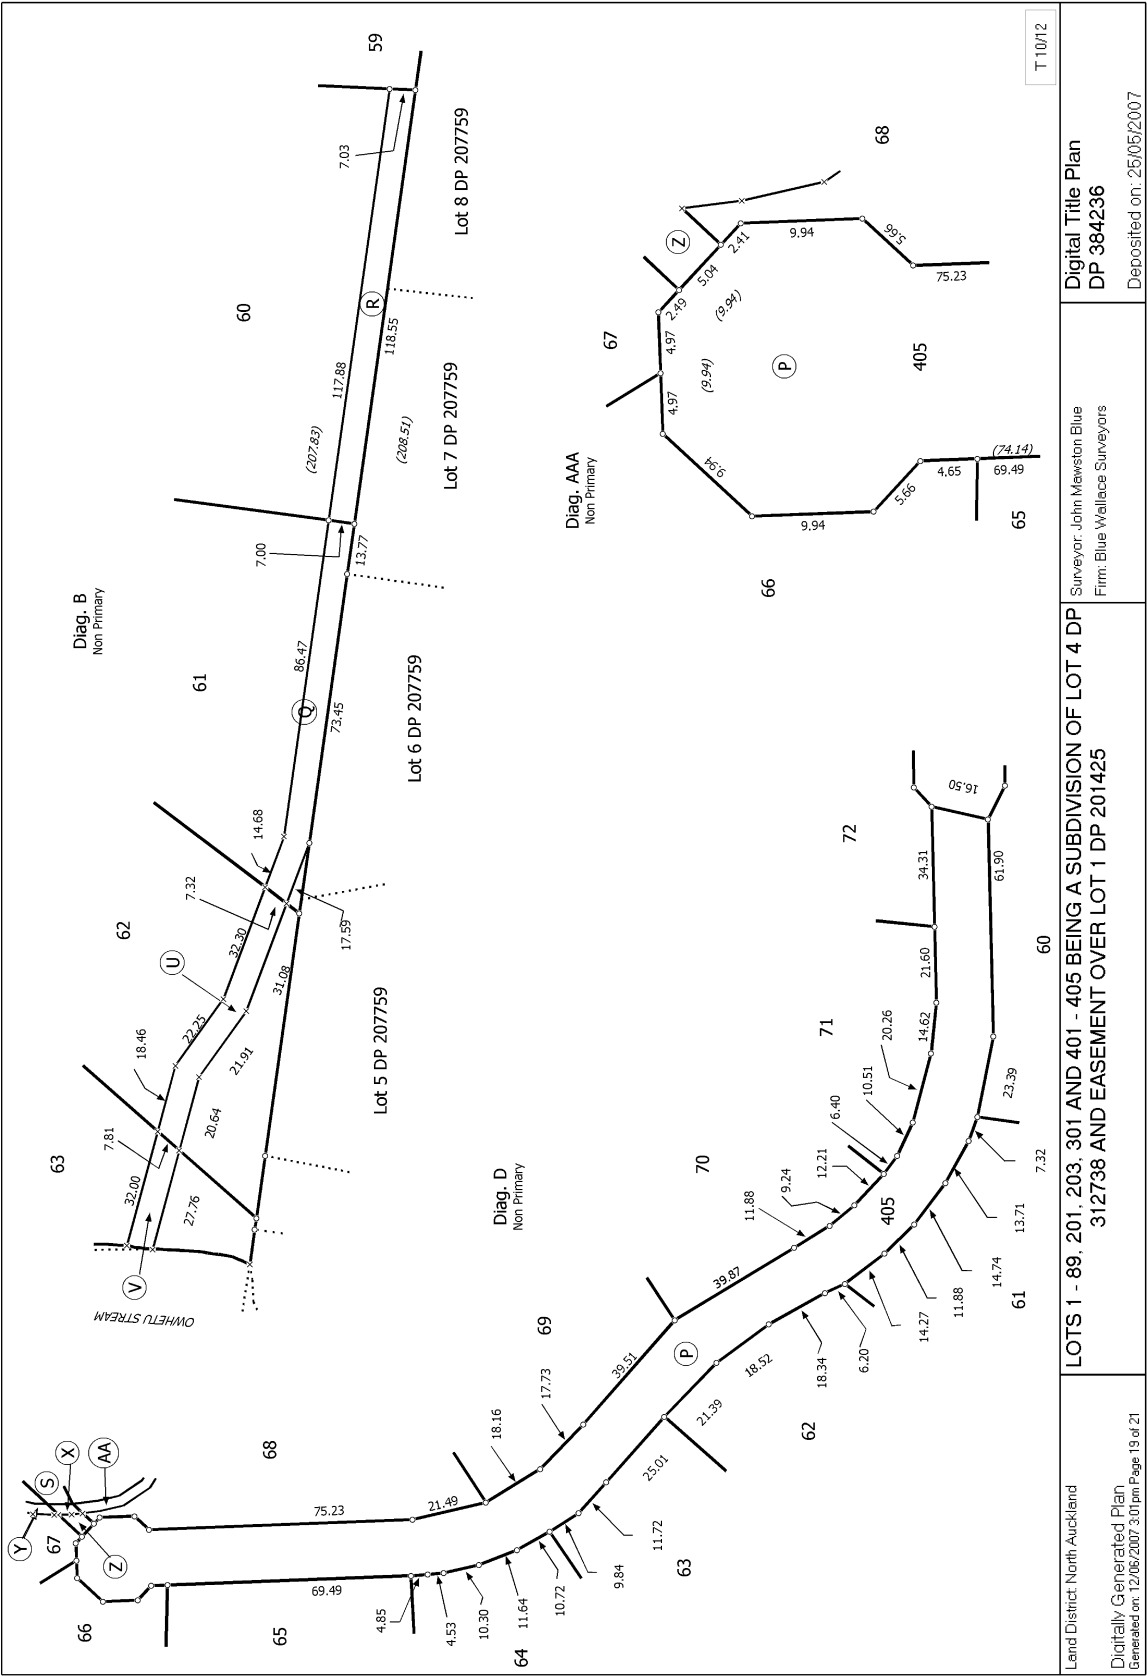 Diag. B
Non Primary
59
60
61
62
63
7.03
117.88
(207.83)
R
118.55
(208.51)
7.00
13.77
86.47
Q
73.45
14.68
7.32
17.59
32.30
U
31.08
22.25
18.46
21.91
7.81
20.64
32.00
27.76
V
OWHETU STREAM
Lot 8 DP 207759
Lot 7 DP 207759
Lot 6 DP 207759
Lot 5 DP 207759
Diag. AAA
Non Primary
68
67
66
65
405
Z
P
2.41
5.04
(9.94)
2.49
4.97
(9.94)
4.97
9.94
9.94
5.66
4.65
(74.14)
69.49
9.94
5.66
75.23
Diag. D
Non Primary
72
71
70
69
68
67
66
65
64
63
62
61
60
405
P
Y
S
X
AA
Z
16.50
34.31
61.90
21.60
14.62
20.26
10.51
6.40
12.21
9.24
11.88
39.87
39.51
17.73
18.16
21.49
75.23
69.49
4.85
4.53
10.30
11.64
10.72
9.84
11.72
25.01
21.39
18.52
18.34
6.20
14.27
11.88
14.74
13.71
7.32
23.39
T 10/12
Land District: North Auckland
Digitally Generated Plan
Generated on: 12/06/2007 3:01pm Page 19 of 21
LOTS 1 - 89, 201, 203, 301 AND 401 - 405 BEING A SUBDIVISION OF LOT 4 DP
312738 AND EASEMENT OVER LOT 1 DP 201425
Surveyor: John Mawston Blue
Firm: Blue Wallace Surveyors
Digital Title Plan
DP 384236
Deposited on: 25/05/2007